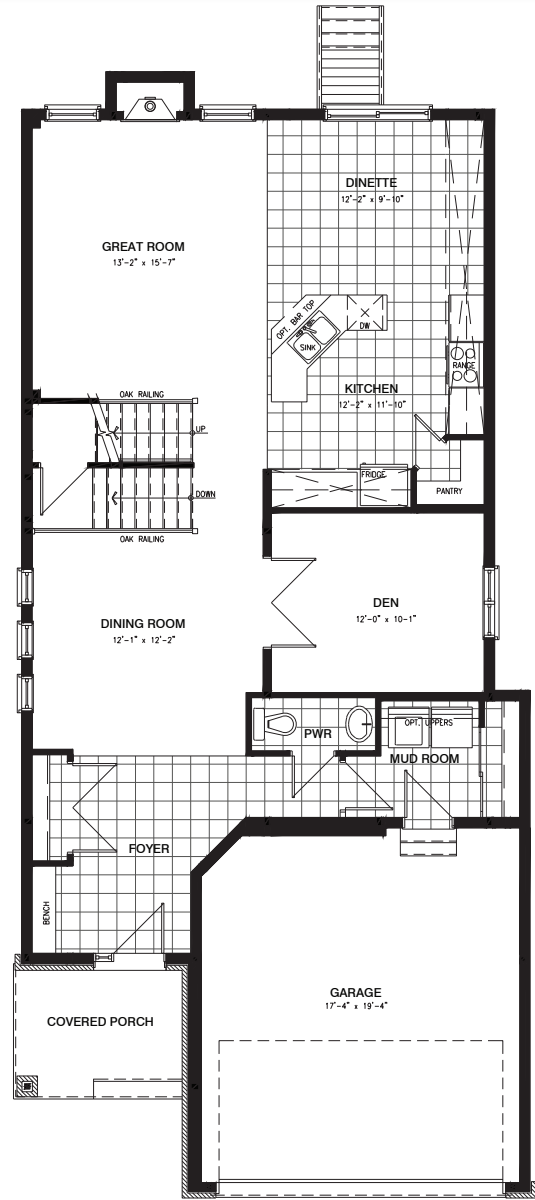 DINETTE
12'-2" x 9'-10"
GREAT ROOM
13'-2" x 15'-7"
OPT. BAR TOP
DW
SINK
RANGE
KITCHEN
12'-2" x 11'-10"
OAK RAILING
UP
FRIDGE
PANTRY
DOWN
OAK RAILING
DEN
12'-0" x 10'-1"
DINING ROOM
12'-1" x 12'-2"
OPT. UPPERS
PWR
MUD ROOM
FOYER
BENCH
GARAGE
17'-4" x 19'-4"
COVERED PORCH